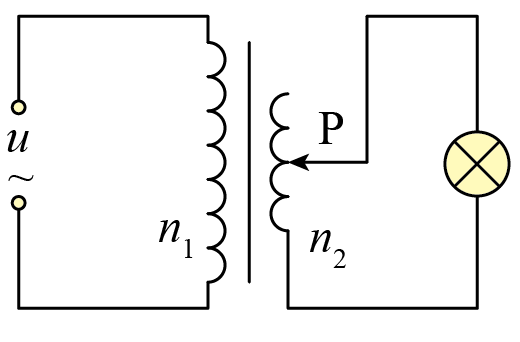 u
~
P
n₁
n₂